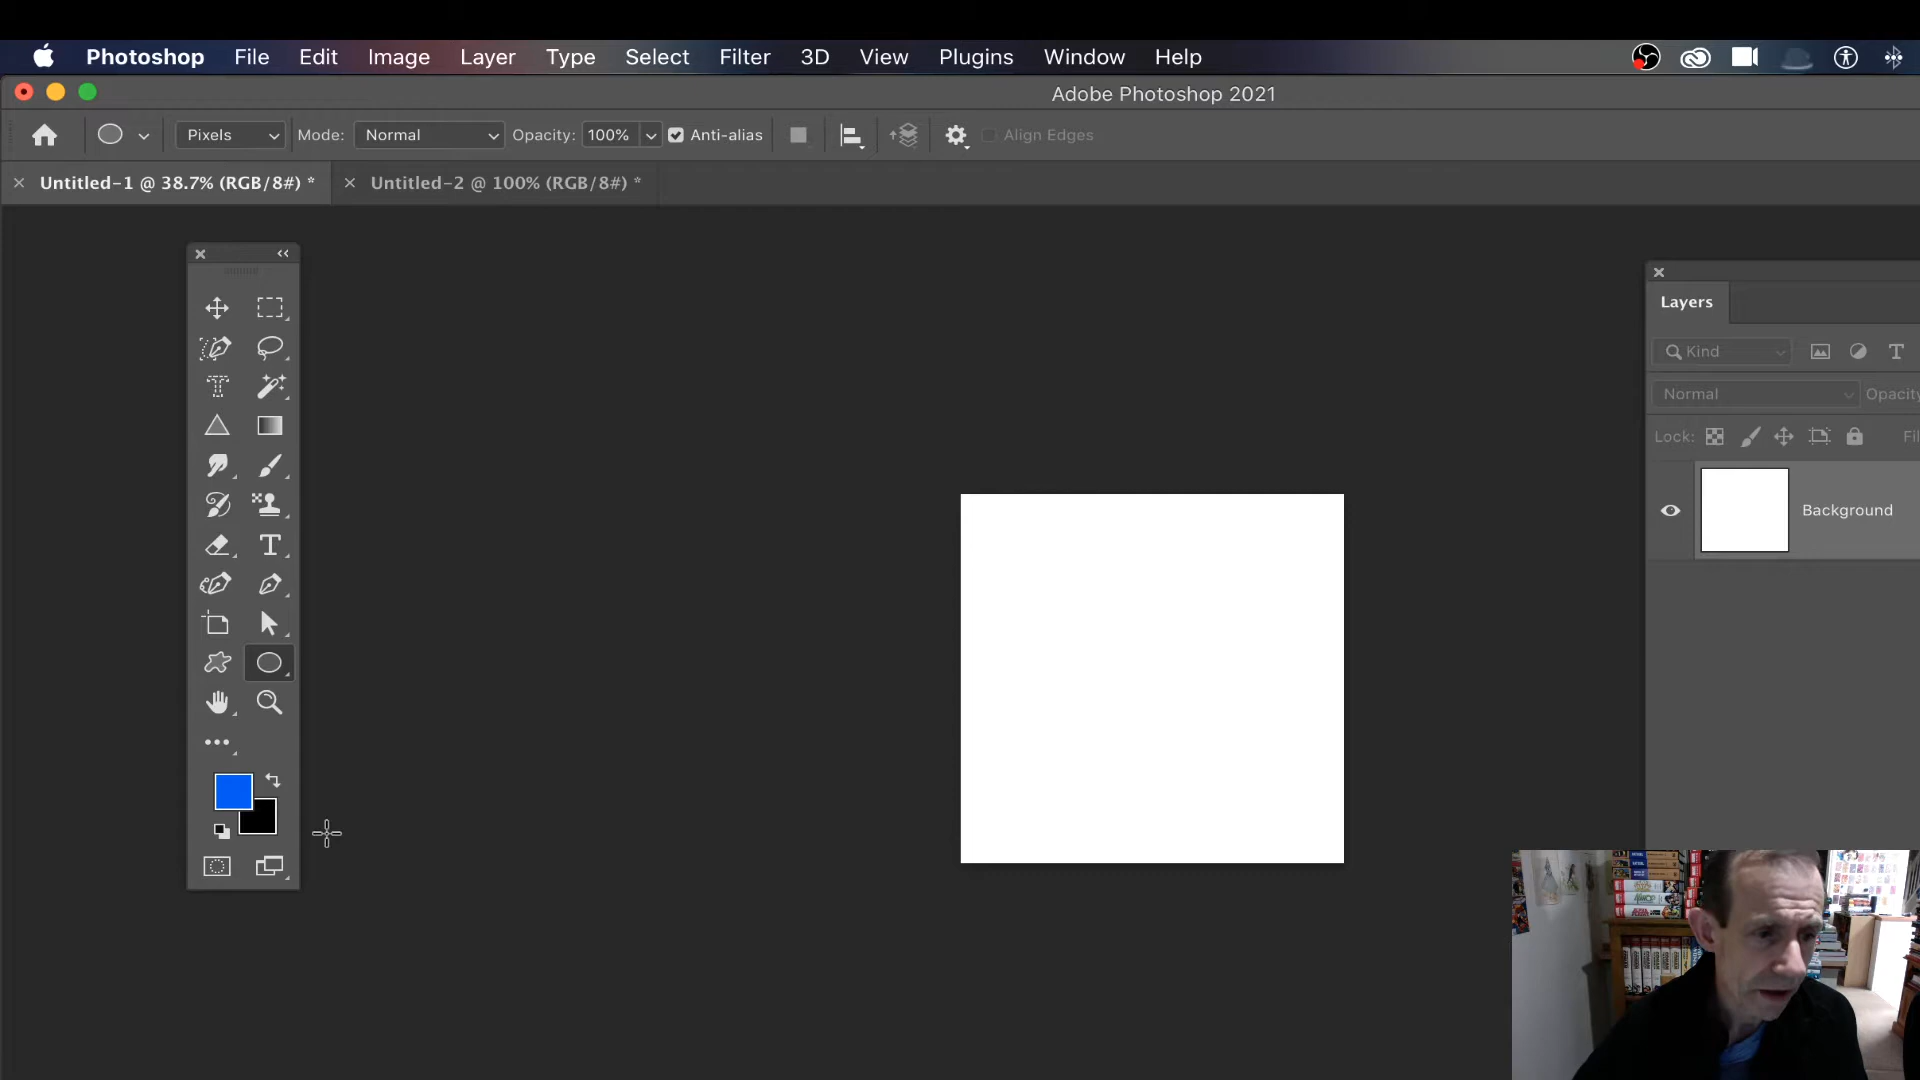 Photoshop File Edit Image Layer Type Select Filter 3D View Plugins Window Help
Adobe Photoshop 2021
Pixels Mode: Normal Opacity: 100% Anti-alias Align Edges
Untitled-1 @ 38.7% (RGB/8#) * Untitled-2 @ 100% (RGB/8#) *
Layers
Kind
Normal Opacity
Lock: Fil
Background